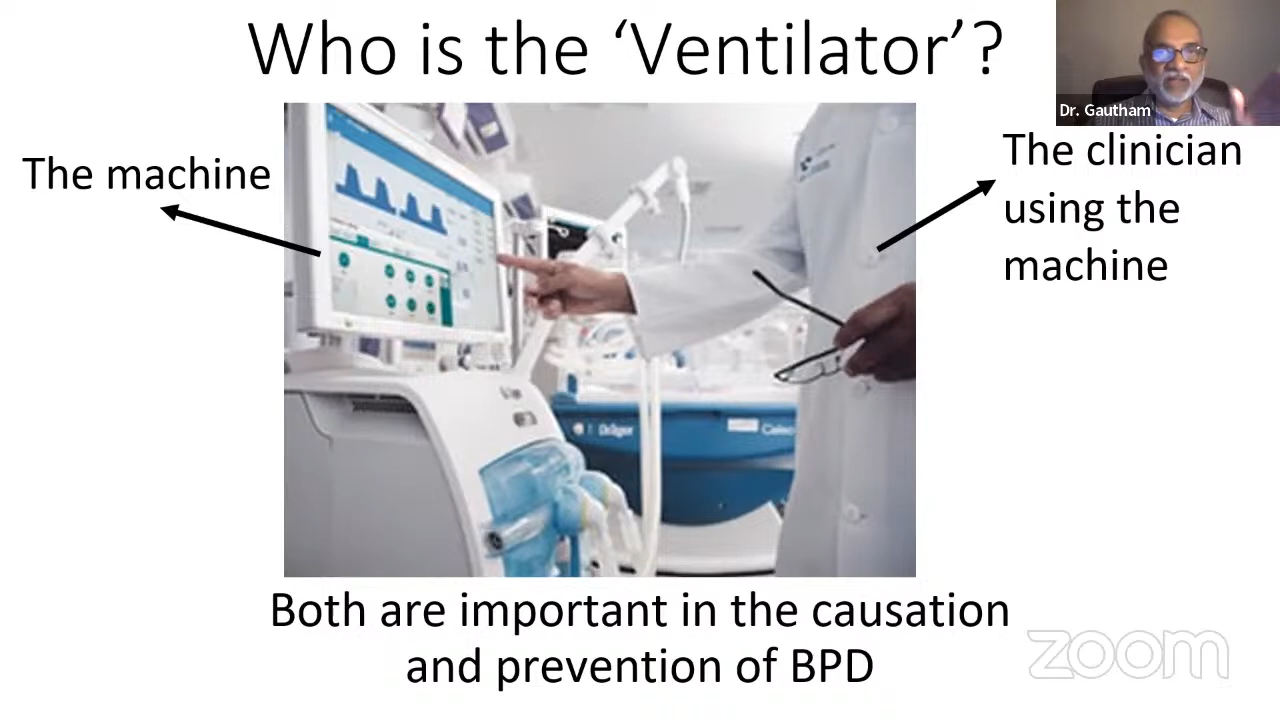 Who is the ‘Ventilator’?
Dr. Gautham
The machine
The clinician
using the
machine
Dräger
Both are important in the causation
and prevention of BPD
zoom